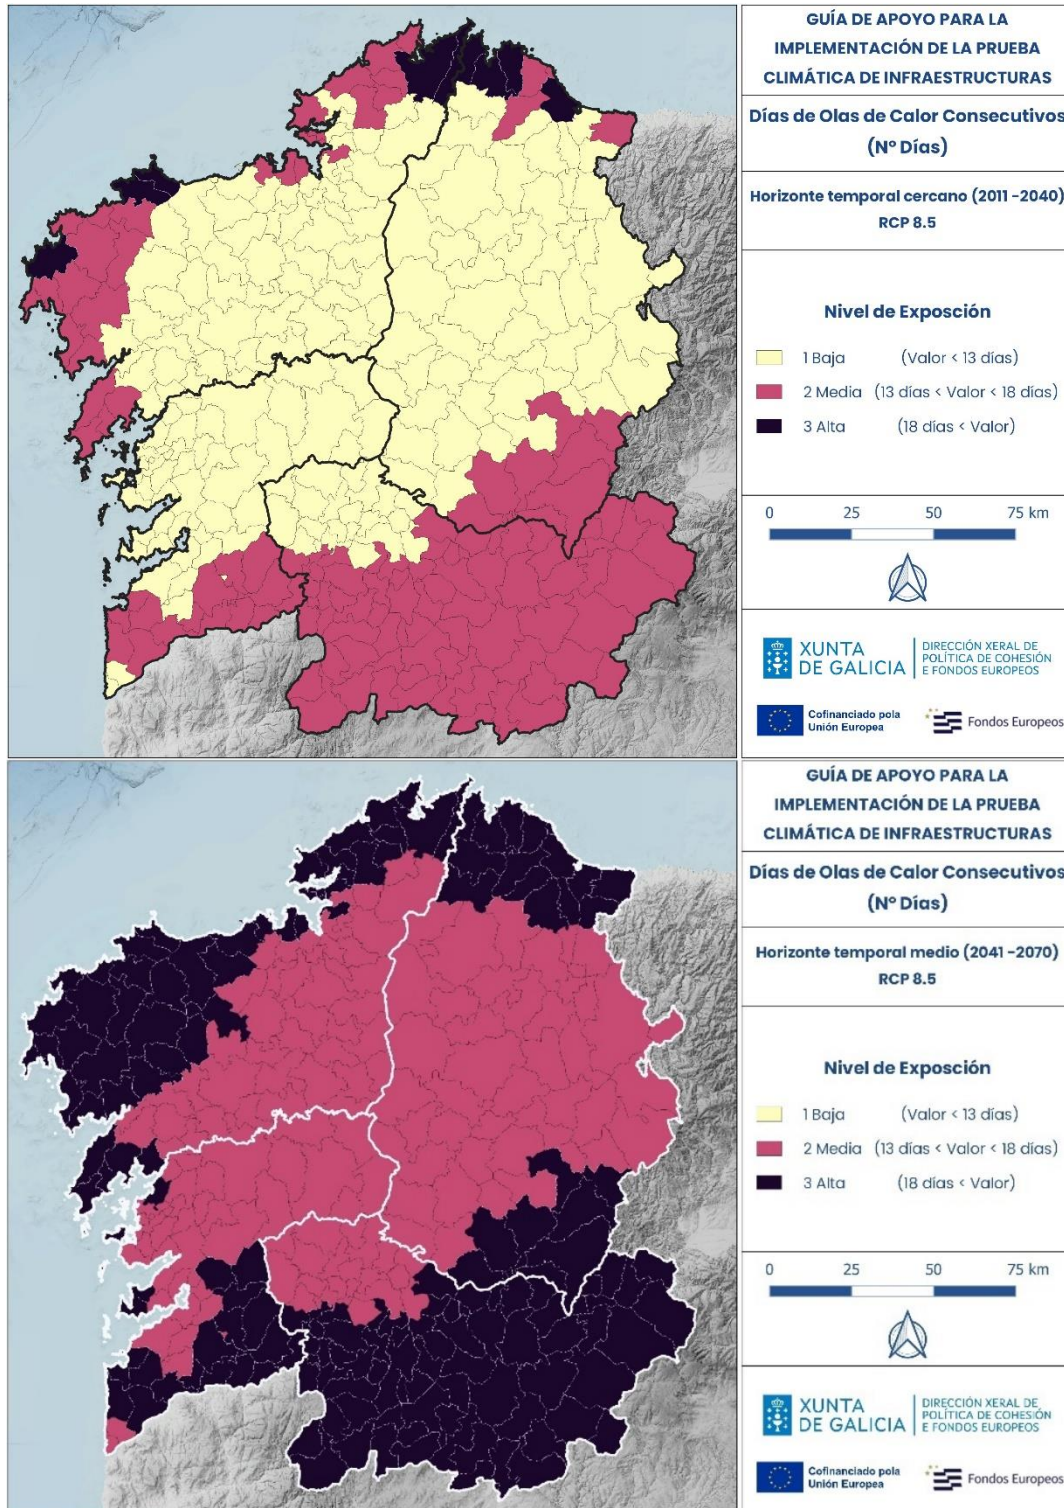 GUÍA DE APOYO PARA LA
IMPLEMENTACIÓN DE LA PRUEBA
CLIMÁTICA DE INFRAESTRUCTURAS
Días de Olas de Calor Consecutivos
(Nº Días)
Horizonte temporal cercano (2011 -2040)
RCP 8.5
Nivel de Exposción
1 Baja (Valor < 13 días)
2 Media (13 días < Valor < 18 días)
3 Alta (18 días < Valor)
0 25 50 75 km
XUNTA
DE GALICIA
DIRECCIÓN XERAL DE
POLÍTICA DE COHESIÓN
E FONDOS EUROPEOS
Cofinanciado pola
Unión Europea
Fondos Europeos
GUÍA DE APOYO PARA LA
IMPLEMENTACIÓN DE LA PRUEBA
CLIMÁTICA DE INFRAESTRUCTURAS
Días de Olas de Calor Consecutivos
(Nº Días)
Horizonte temporal medio (2041 -2070)
RCP 8.5
Nivel de Exposción
1 Baja (Valor < 13 días)
2 Media (13 días < Valor < 18 días)
3 Alta (18 días < Valor)
0 25 50 75 km
XUNTA
DE GALICIA
DIRECCIÓN XERAL DE
POLÍTICA DE COHESIÓN
E FONDOS EUROPEOS
Cofinanciado pola
Unión Europea
Fondos Europeos